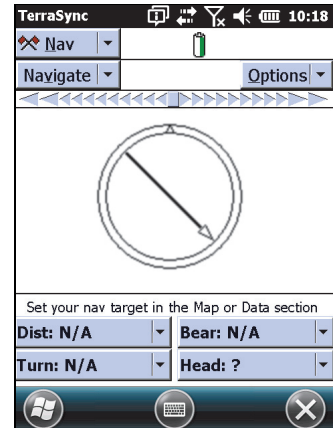 TerraSync 10:18
Nav
Navigate Options
Set your nav target in the Map or Data section
Dist: N/A Bear: N/A
Turn: N/A Head: ?